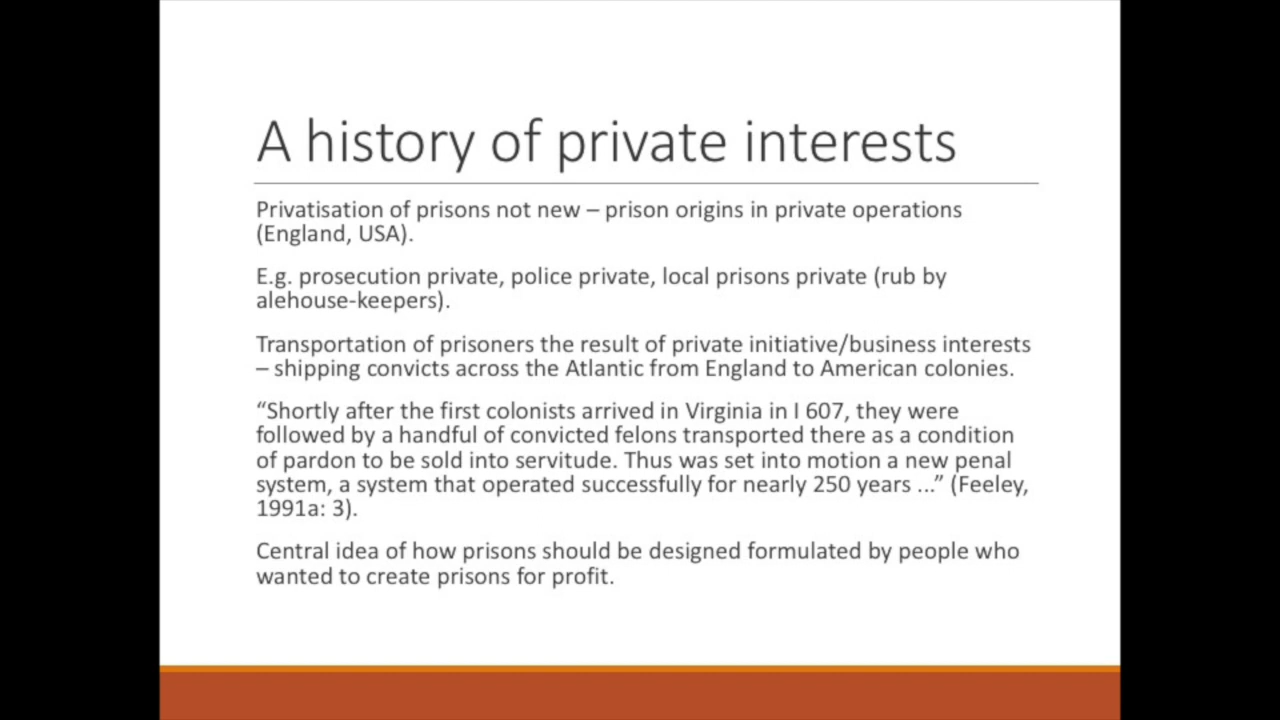 A history of private interests
Privatisation of prisons not new – prison origins in private operations
(England, USA).
E.g. prosecution private, police private, local prisons private (rub by
alehouse-keepers).
Transportation of prisoners the result of private initiative/business interests
– shipping convicts across the Atlantic from England to American colonies.
“Shortly after the first colonists arrived in Virginia in I 607, they were
followed by a handful of convicted felons transported there as a condition
of pardon to be sold into servitude. Thus was set into motion a new penal
system, a system that operated successfully for nearly 250 years ...” (Feeley,
1991a: 3).
Central idea of how prisons should be designed formulated by people who
wanted to create prisons for profit.